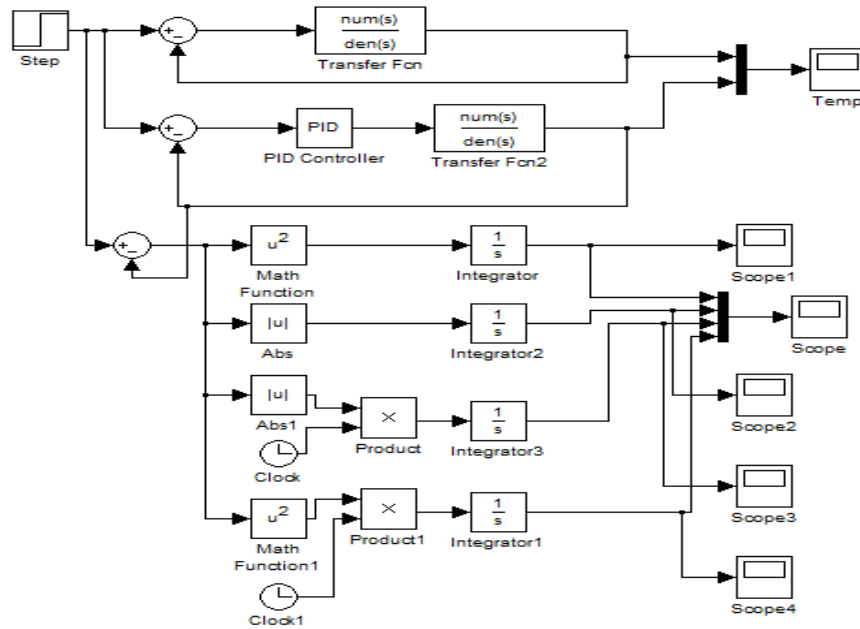 Step
num(s)
den(s)
Transfer Fcn
Temp
PID
PID Controller
num(s)
den(s)
Transfer Fcn2
u²
Math
Function
1
s
Integrator
Scope1
|u|
Abs
1
s
Integrator2
Scope
|u|
Abs1
×
Product
1
s
Integrator3
Scope2
Clock
u²
Math
Function1
×
Product1
1
s
Integrator1
Scope3
Clock1
Scope4